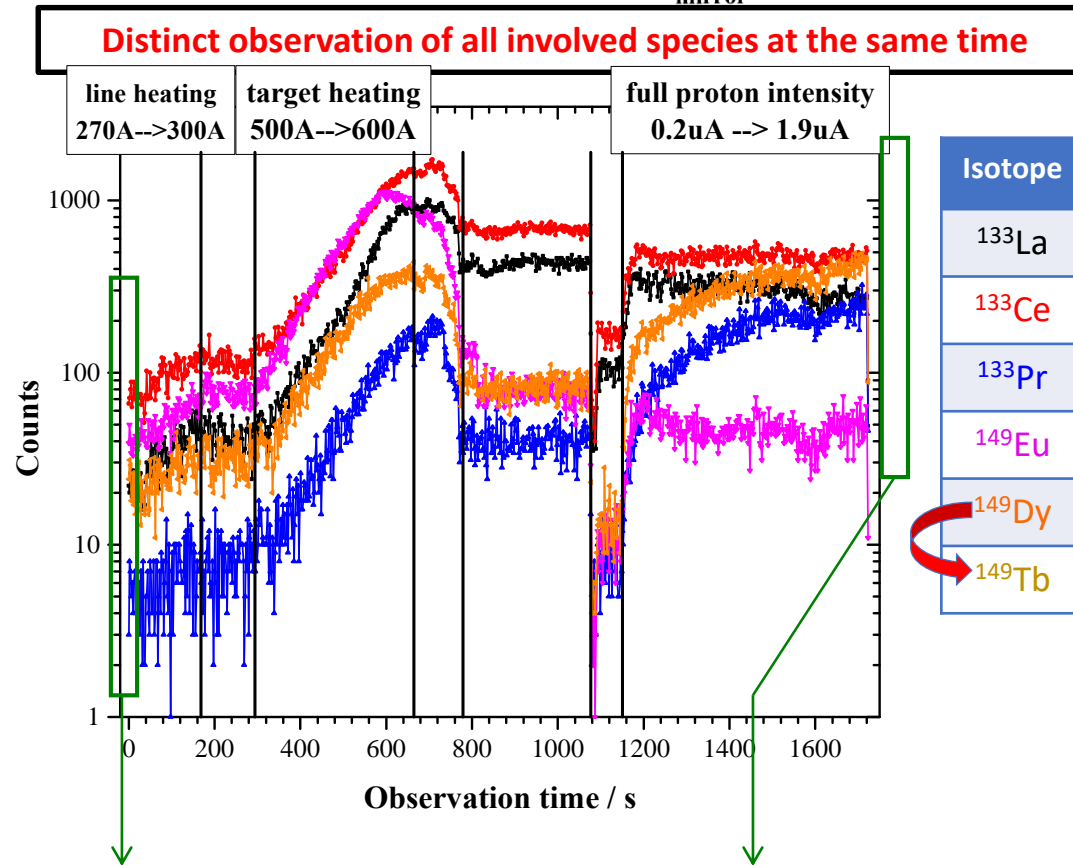 mirror
Distinct observation of all involved species at the same time
line heating
270A-->300A
target heating
500A-->600A
full proton intensity
0.2uA --> 1.9uA
1000
100
10
1
Counts
0 200 400 600 800 1000 1200 1400 1600
Observation time / s
Isotope
¹³³La
¹³³Ce
¹³³Pr
¹⁴⁹Eu
¹⁴⁹Dy
¹⁴⁹Tb